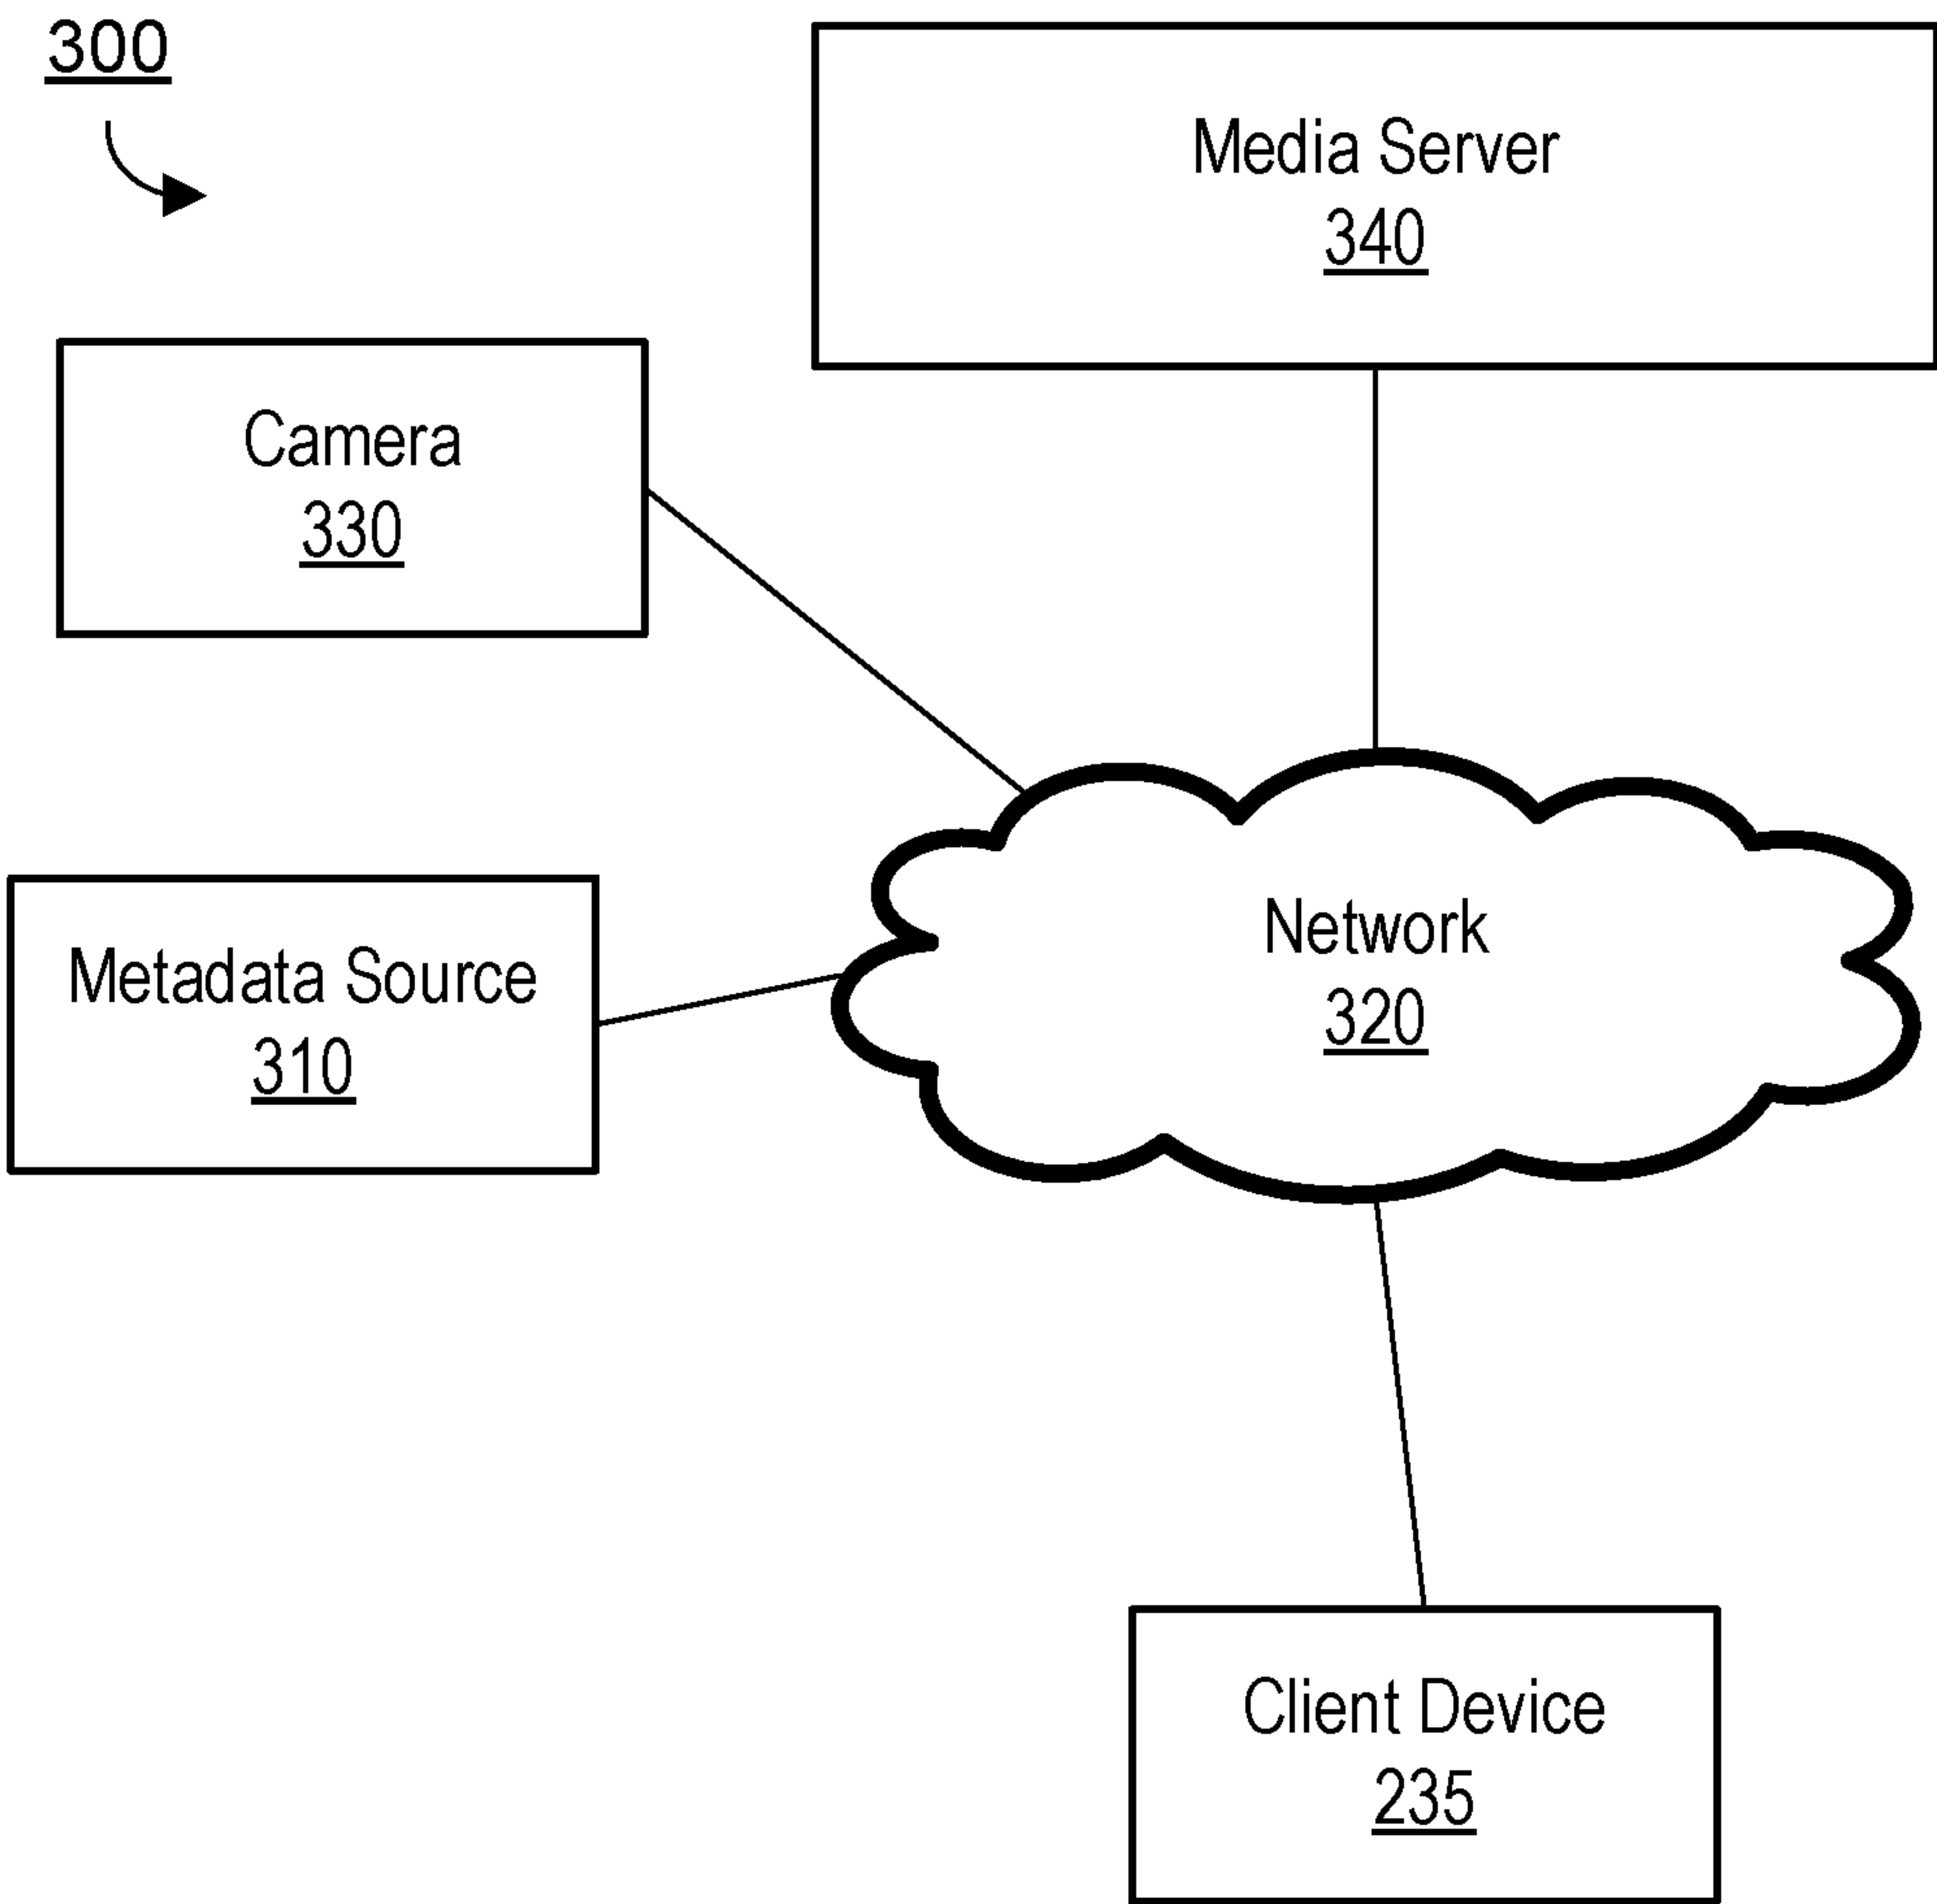 300
Media Server
340
Camera
330
Network
320
Metadata Source
310
Client Device
235